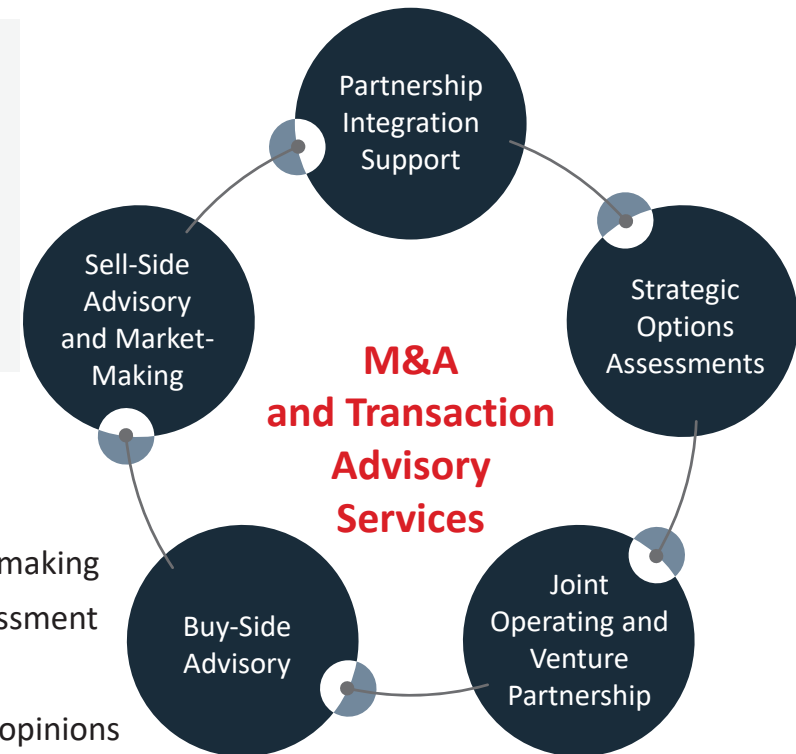 Partnership
Integration
Support
Sell-Side
Advisory
and Market-
Making
Strategic
Options
Assessments
M&A
and Transaction
Advisory
Services
making
ssment
opinions
Buy-Side
Advisory
Joint
Operating and
Venture
Partnership